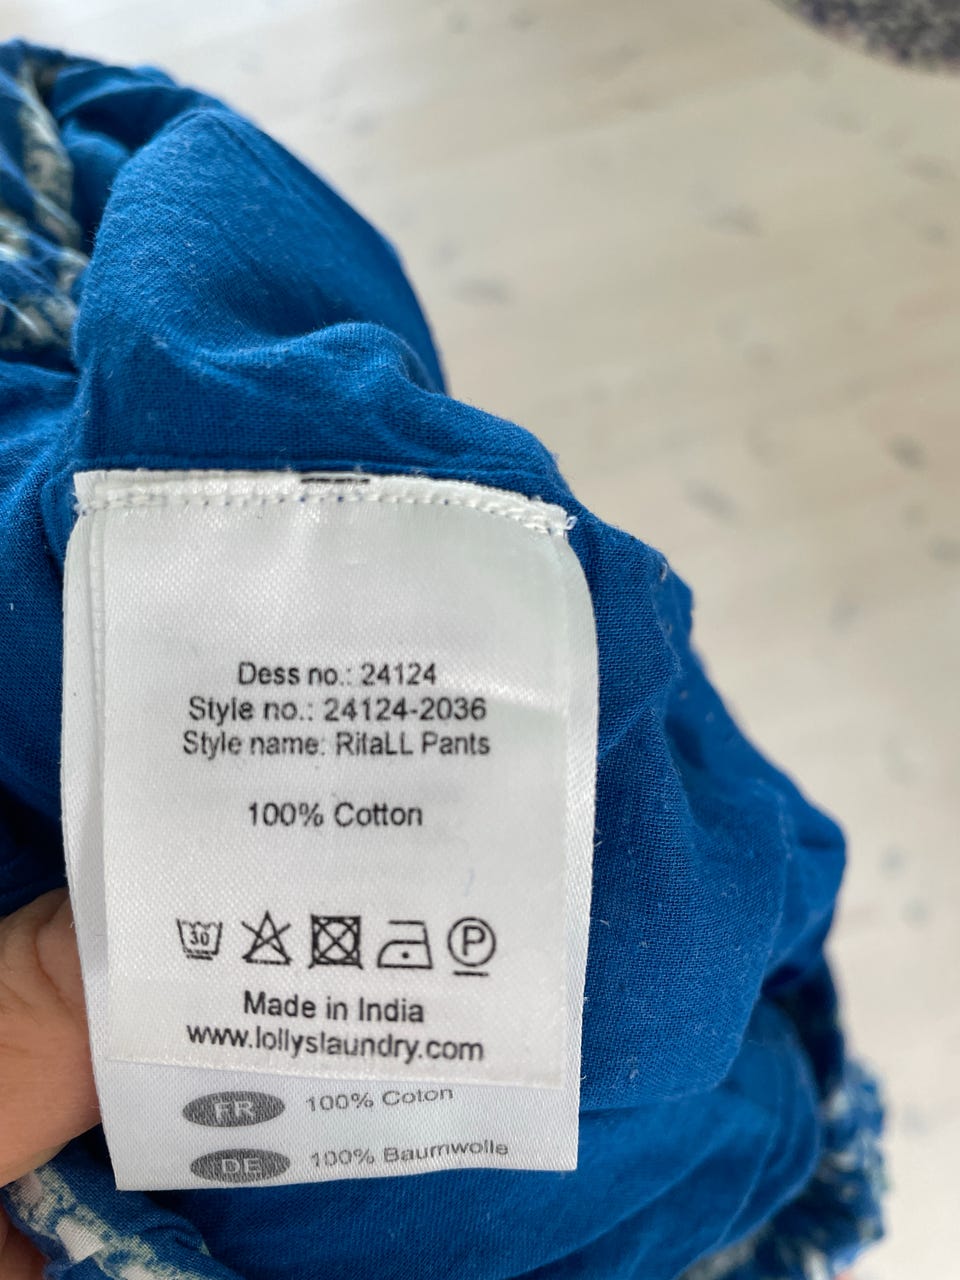 Dess no.: 24124
Style no.: 24124-2036
Style name: RitaLL Pants
100% Cotton
30
P
Made in India
www.lollyslaundry.com
FR 100% Coton
DE 100% Baumwolle